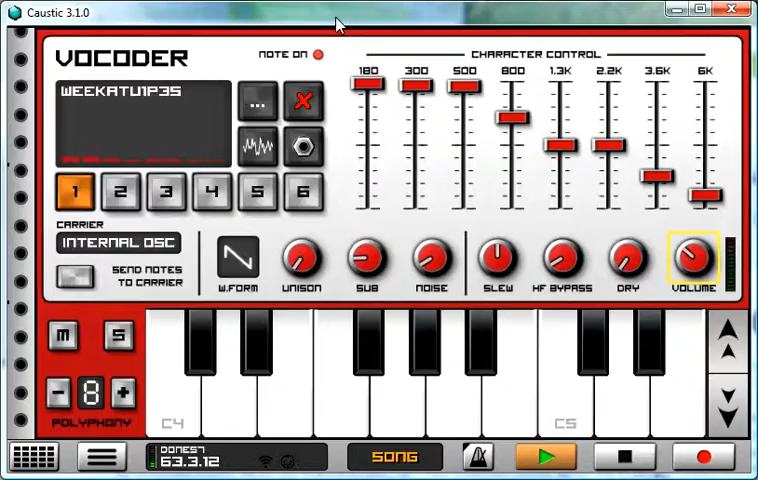 Caustic 3.1.0
VOCODER
NOTE ON
CHARACTER CONTROL
180 300 500 800 1.3K 2.2K 3.6K 6K
WEEKATU1P3S
...
1 2 3 4 5 6
CARRIER
INTERNAL OSC
SEND NOTES
TO CARRIER
W.FORM UNISON SUB NOISE SLEW HF BYPASS DRY VOLUME
M S
- 8 +
POLYPHONY
C4 C5
DONE57
63.3.12
SONG